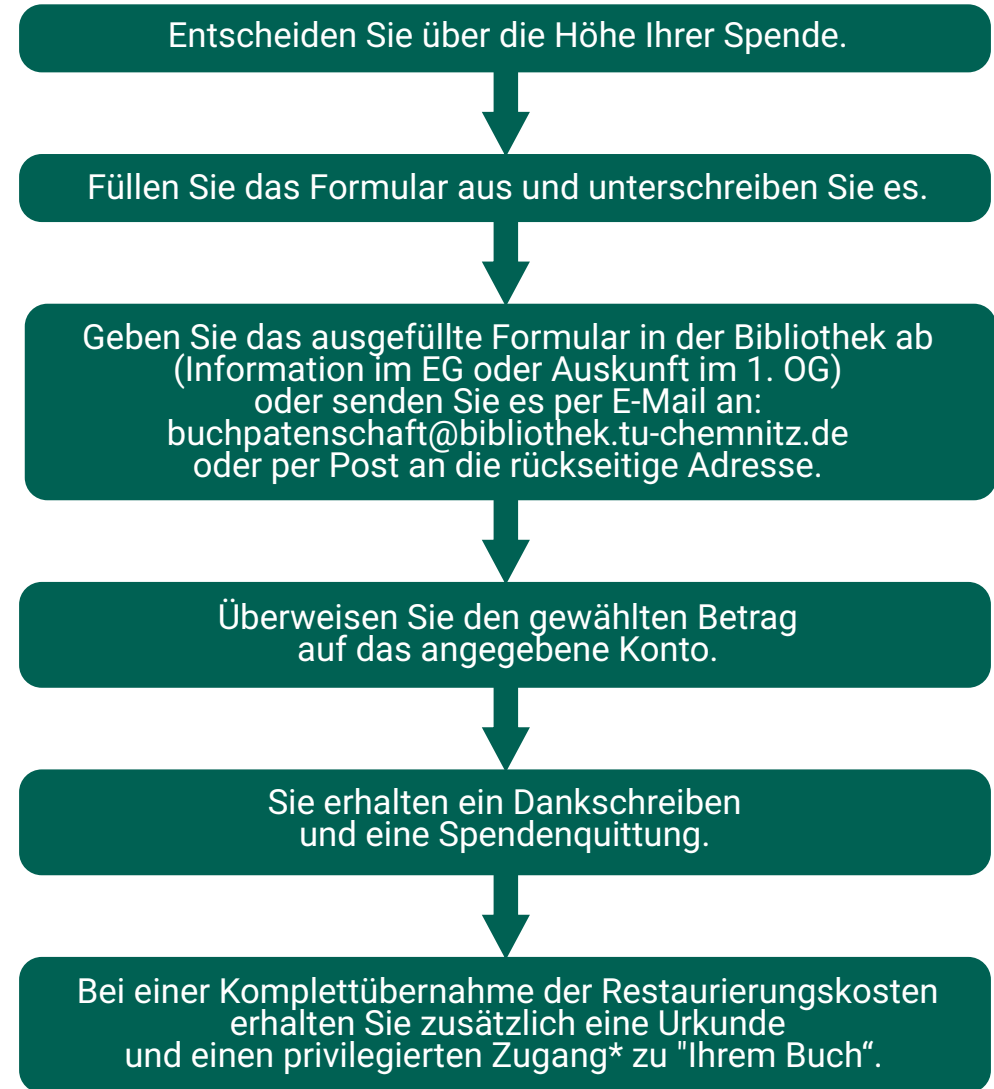 Entscheiden Sie über die Höhe Ihrer Spende.
Füllen Sie das Formular aus und unterschreiben Sie es.
Geben Sie das ausgefüllte Formular in der Bibliothek ab
(Information im EG oder Auskunft im 1. OG)
oder senden Sie es per E-Mail an:
buchpatenschaft@bibliothek.tu-chemnitz.de
oder per Post an die rückseitige Adresse.
Überweisen Sie den gewählten Betrag
auf das angegebene Konto.
Sie erhalten ein Dankschreiben
und eine Spendenquittung.
Bei einer Komplettübernahme der Restaurierungskosten
erhalten Sie zusätzlich eine Urkunde
und einen privilegierten Zugang* zu "Ihrem Buch“.